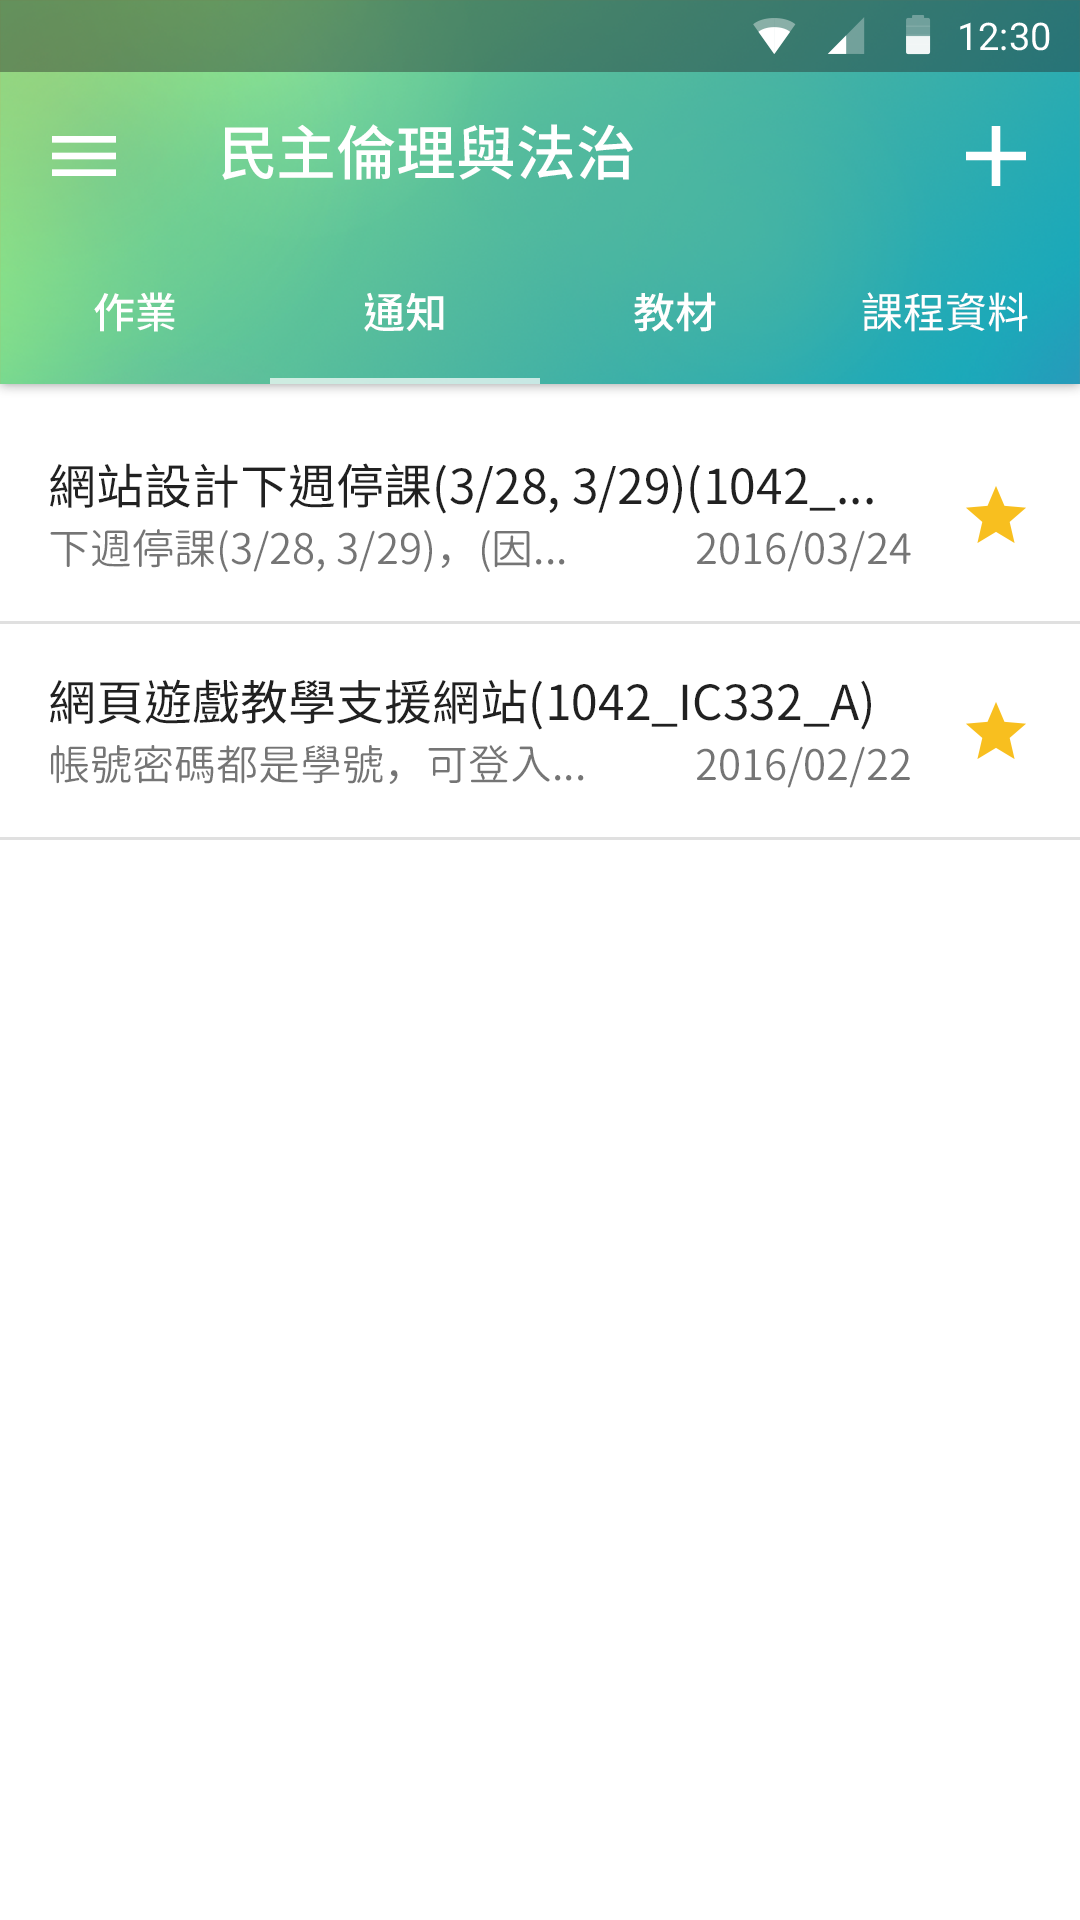 12:30
民主倫理與法治
作業 通知 教材 課程資料
網站設計下週停課(3/28, 3/29)(1042_...
下週停課(3/28, 3/29)，(因... 2016/03/24
網頁遊戲教學支援網站(1042_IC332_A)
帳號密碼都是學號，可登入... 2016/02/22